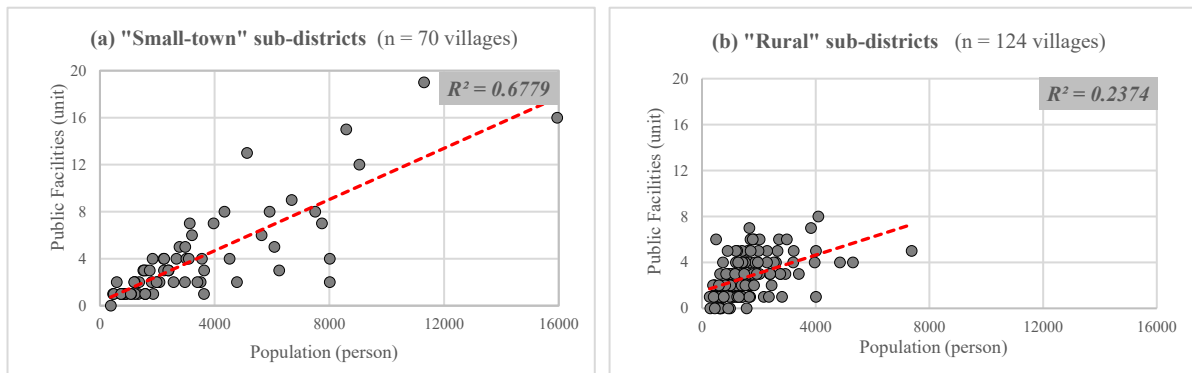 (a) "Small-town" sub-districts (n = 70 villages)
R² = 0.6779
Public Facilities (unit)
20
16
12
8
4
0
0 4000 8000 12000 16000
Population (person)
(b) "Rural" sub-districts (n = 124 villages)
R² = 0.2374
Public Facilities (unit)
20
16
12
8
4
0
0 4000 8000 12000 16000
Population (person)